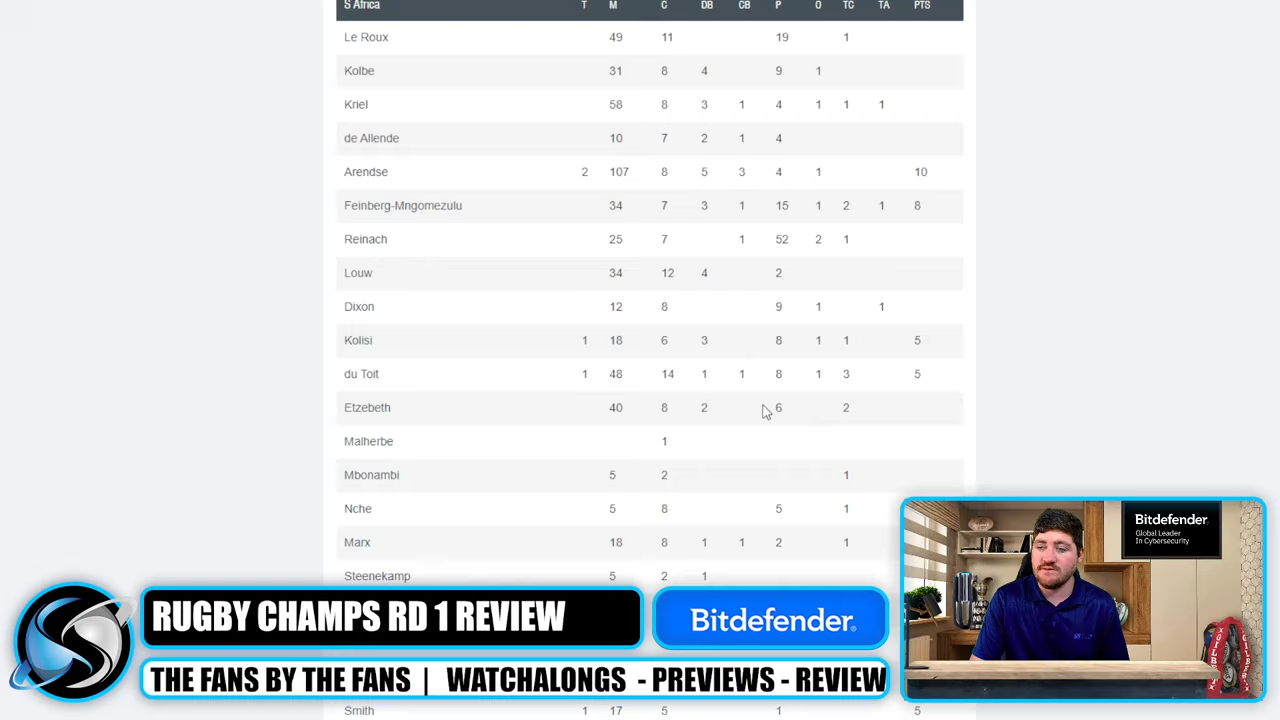 S Africa T M C DB CB P O TC TA PTS
Le Roux 49 11 19 1
Kolbe 31 8 4 9 1
Kriel 58 8 3 1 4 1 1 1
de Allende 10 7 2 1 4
Arendse 2 107 8 5 3 4 1 10
Feinberg-Mngomezulu 34 7 3 1 15 1 2 1 8
Reinach 25 7 1 52 2 1
Louw 34 12 4 2
Dixon 12 8 9 1 1
Kolisi 1 18 6 3 8 1 1 5
du Toit 1 48 14 1 1 8 1 3 5
Etzebeth 40 8 2 6 2
Malherbe 1
Mbonambi 5 2 1
Nche 5 8 5 1
Marx 18 8 1 1 2 1
Steenekamp 5 2 1
Bitdefender
Global Leader
In Cybersecurity
RUGBY CHAMPS RD 1 REVIEW
Bitdefender
THE FANS BY THE FANS | WATCHALONGS - PREVIEWS - REVIEW
Smith 1 17 5 1 5